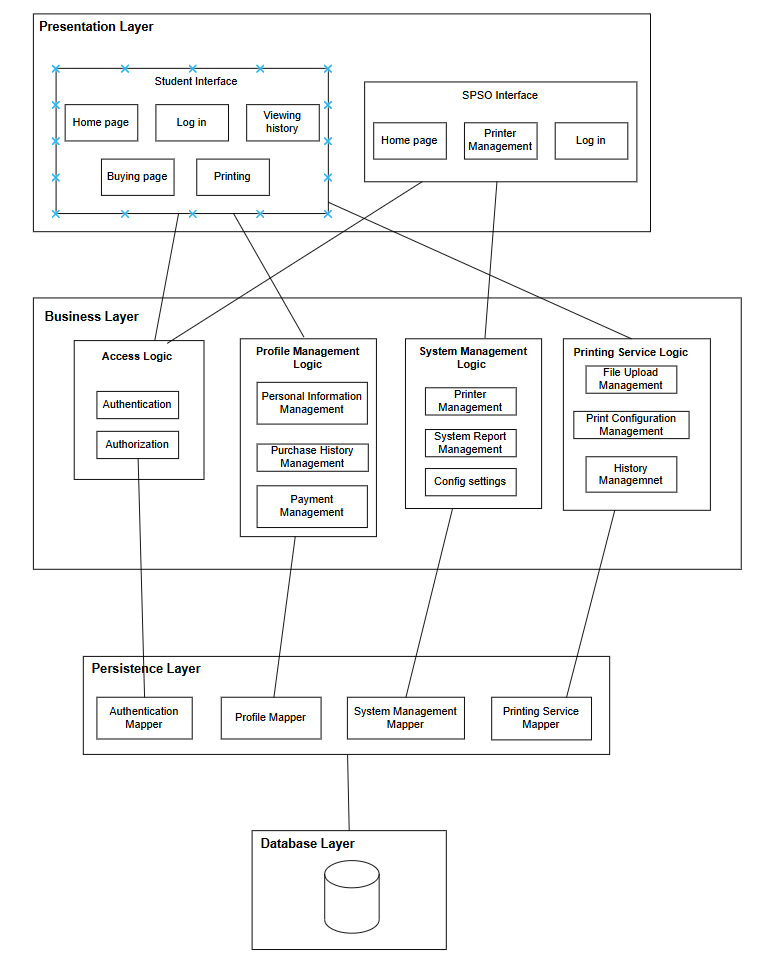 Presentation Layer
Student Interface
Home page
Log in
Viewing
history
Buying page
Printing
SPSO Interface
Home page
Printer
Management
Log in
Business Layer
Access Logic
Authentication
Authorization
Profile Management
Logic
Personal Information
Management
Purchase History
Management
Payment
Management
System Management
Logic
Printer
Management
System Report
Management
Config settings
Printing Service Logic
File Upload
Management
Print Configuration
Management
History
Managemnet
Persistence Layer
Authentication
Mapper
Profile Mapper
System Management
Mapper
Printing Service
Mapper
Database Layer